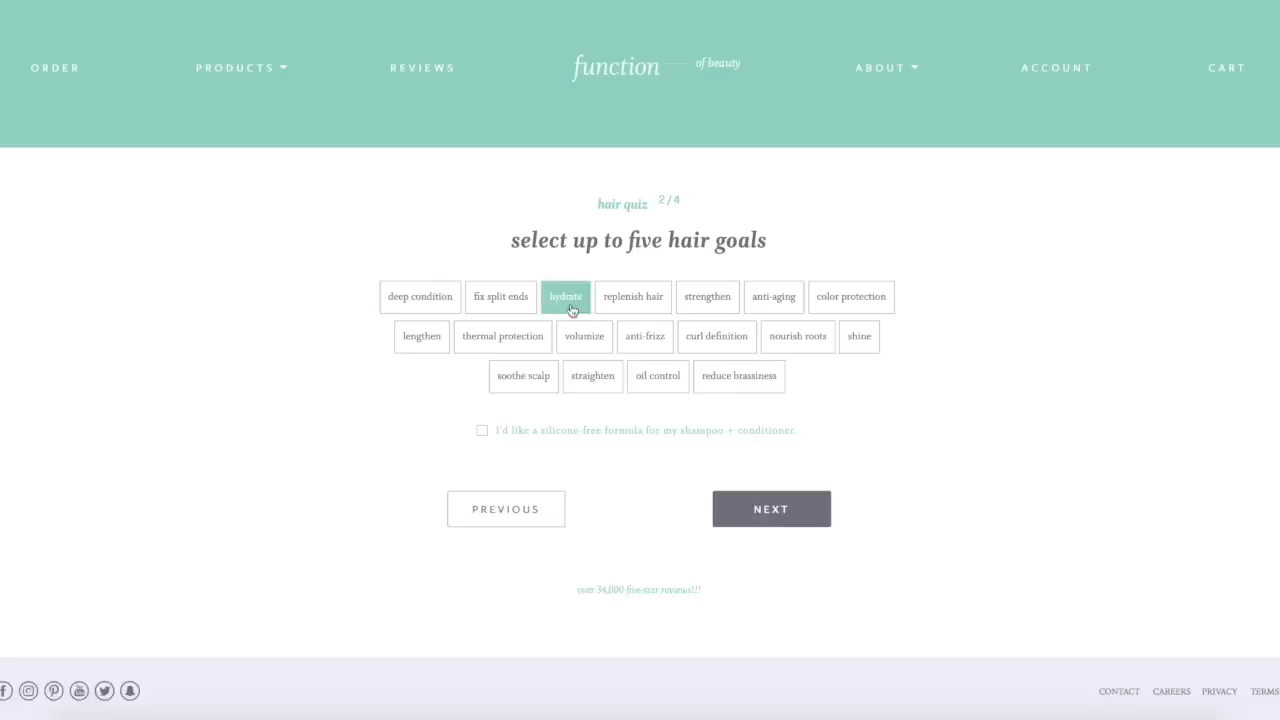 ORDER PRODUCTS REVIEWS function of beauty ABOUT ACCOUNT CART
hair quiz 2/4
select up to five hair goals
deep condition fix split ends hydrate replenish hair strengthen anti-aging color protection
lengthen thermal protection volumize anti-frizz curl definition nourish roots shine
soothe scalp straighten oil control reduce brassiness
I'd like a silicone-free formula for my shampoo + conditioner.
PREVIOUS NEXT
over 34,000 five-star reviews!!!
CONTACT CAREERS PRIVACY TERMS